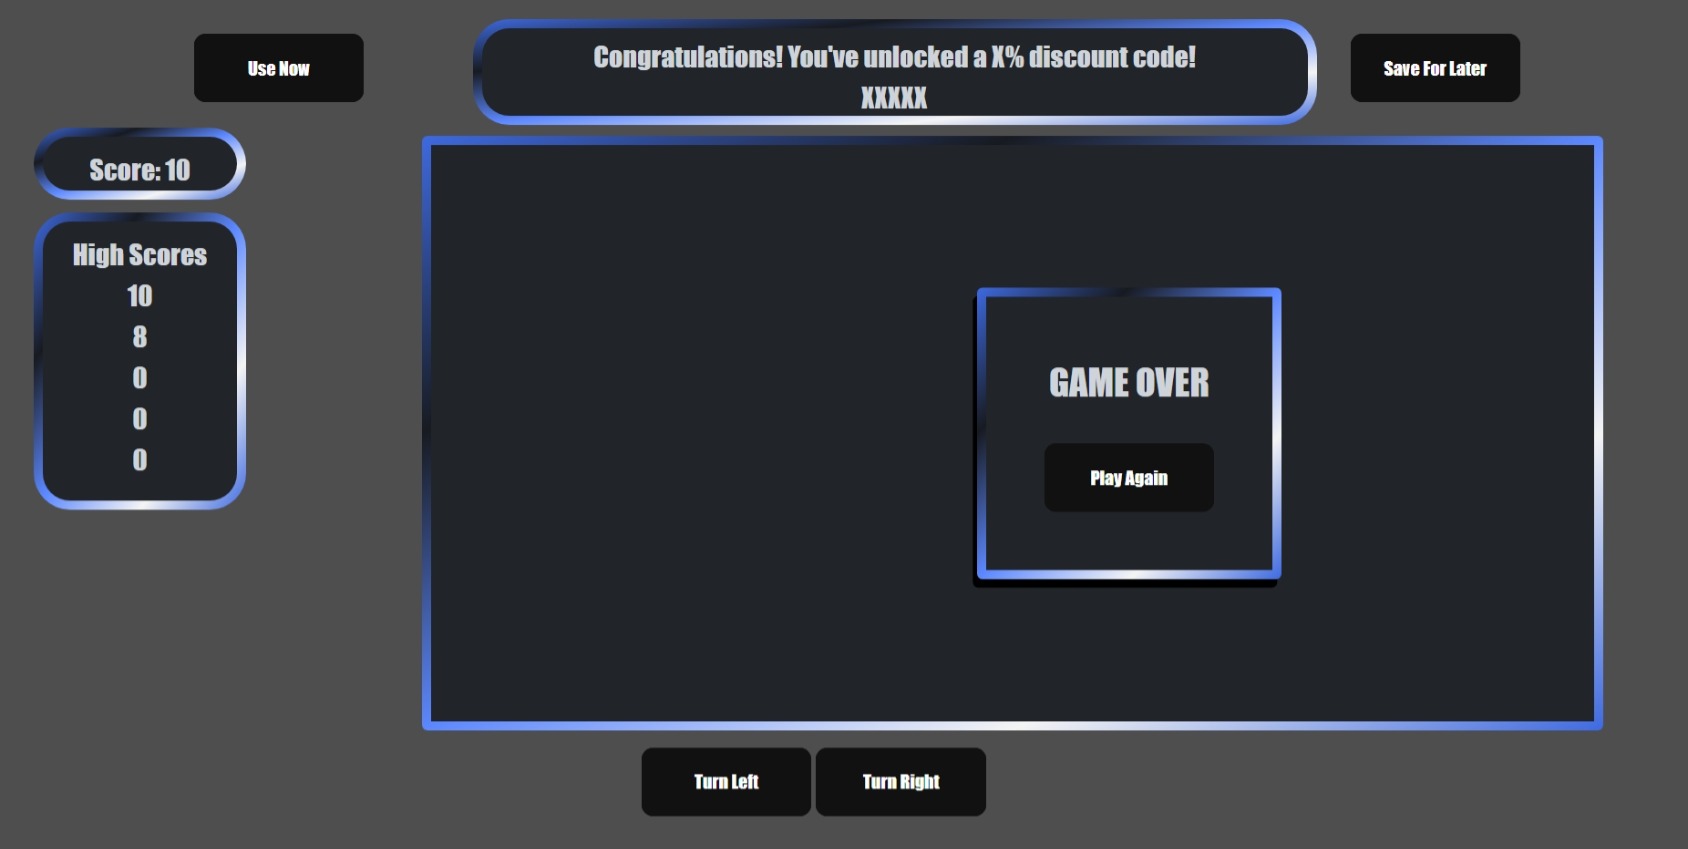 Use Now
Congratulations! You've unlocked a X% discount code!
XXXXX
Save For Later
Score: 10
High Scores
10
8
0
0
0
GAME OVER
Play Again
Turn Left
Turn Right